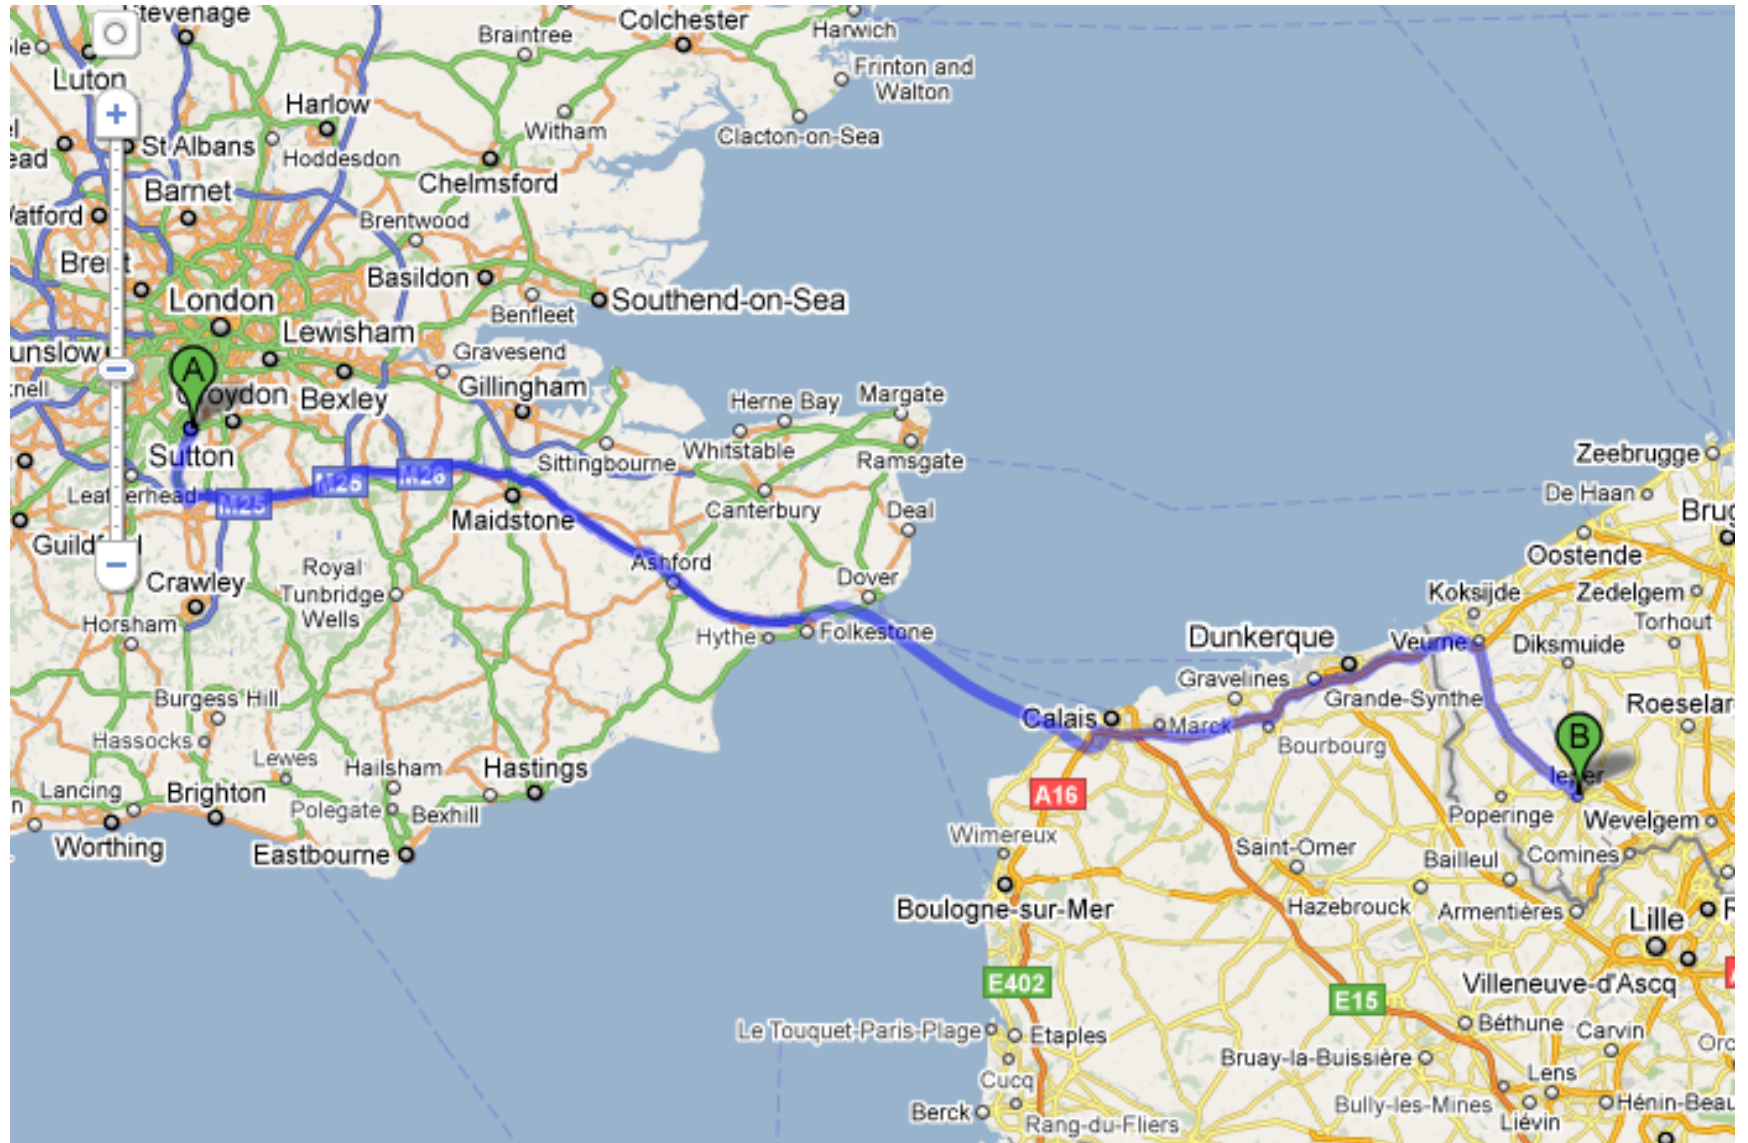 Stevenage
Colchester
Harwich
Braintree
Luton
Frinton and
Walton
Harlow
Witham
Clacton-on-Sea
St Albans
Hoddesdon
Chelmsford
Barnet
Brentwood
Basildon
London
Southend-on-Sea
Benfleet
Lewisham
Gravesend
A
Croydon
Bexley
Gillingham
Herne Bay
Margate
Sutton
Sittingbourne
Whitstable
Ramsgate
Zeebrugge
Leatherhead
M25
M25
M26
De Haan
Maidstone
Canterbury
Deal
Oostende
Crawley
Royal
Tunbridge
Wells
Ashford
Dover
Koksijde
Zedelgem
Horsham
Hythe
Folkestone
Dunkerque
Veurne
Diksmuide
Torhout
Burgess Hill
Gravelines
Grande-Synthe
Roeselar
Hassocks
Calais
Marck
Bourbourg
B
Lewes
Hailsham
Hastings
Ieper
Lancing
Brighton
Polegate
Bexhill
A16
Poperinge
Wevelgem
Worthing
Eastbourne
Wimereux
Saint-Omer
Bailleul
Comines
Boulogne-sur-Mer
Hazebrouck
Armentières
Lille
E402
E15
Villeneuve-d'Ascq
Le Touquet-Paris-Plage
Etaples
Béthune
Carvin
Bruay-la-Buissière
Cucq
Lens
Berck
Rang-du-Fliers
Bully-les-Mines
Liévin
Hénin-Beau